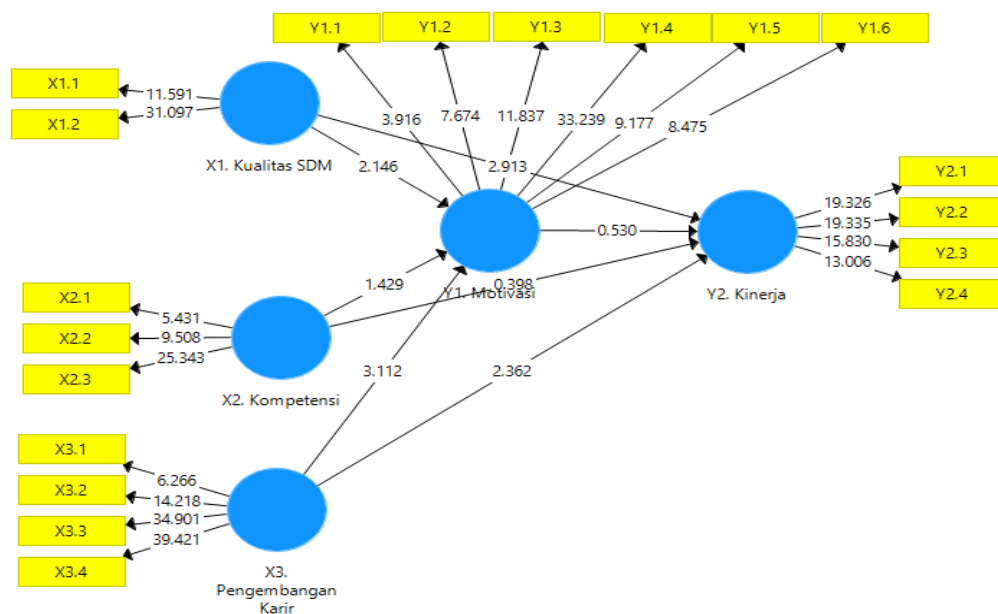 Y1.1
Y1.2
Y1.3
Y1.4
Y1.5
Y1.6
X1.1
X1.2
11.591
31.097
X1. Kualitas SDM
3.916
7.674
11.837
33.239
9.177
8.475
2.146
2.913
Y2.1
Y2.2
Y2.3
Y2.4
19.326
19.335
15.830
13.006
0.530
Y1. Motivasi
Y2. Kinerja
1.429
0.398
X2.1
X2.2
X2.3
5.431
9.508
25.343
X2. Kompetensi
3.112
2.362
X3.1
X3.2
X3.3
X3.4
6.266
14.218
34.901
39.421
X3.
Pengembangan
Karir